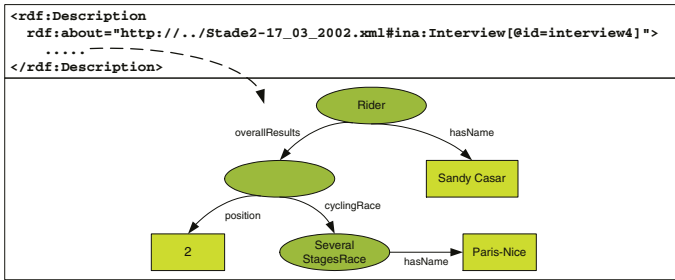 <rdf:Description
rdf:about="http://../Stade2-17_03_2002.xml#ina:Interview[@id=interview4]">
.....
</rdf:Description>
Rider
overallResults
hasName
Sandy Casar
position
cyclingRace
2
Several
StagesRace
hasName
Paris-Nice